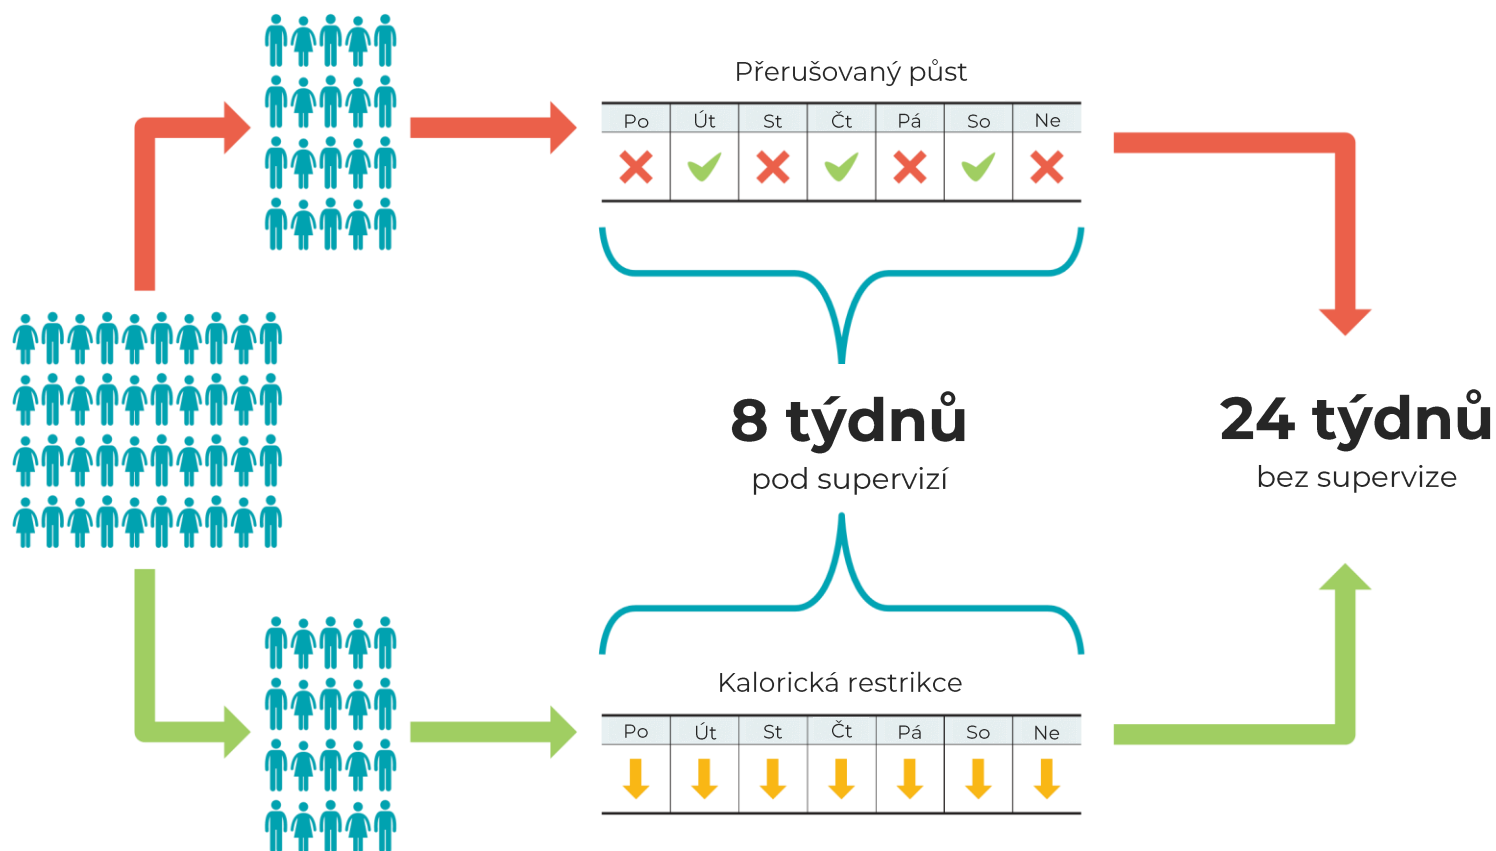 Přerušovaný půst
Po Út St Čt Pá So Ne
8 týdnů
pod supervizí
24 týdnů
bez supervize
Kalorická restrikce
Po Út St Čt Pá So Ne